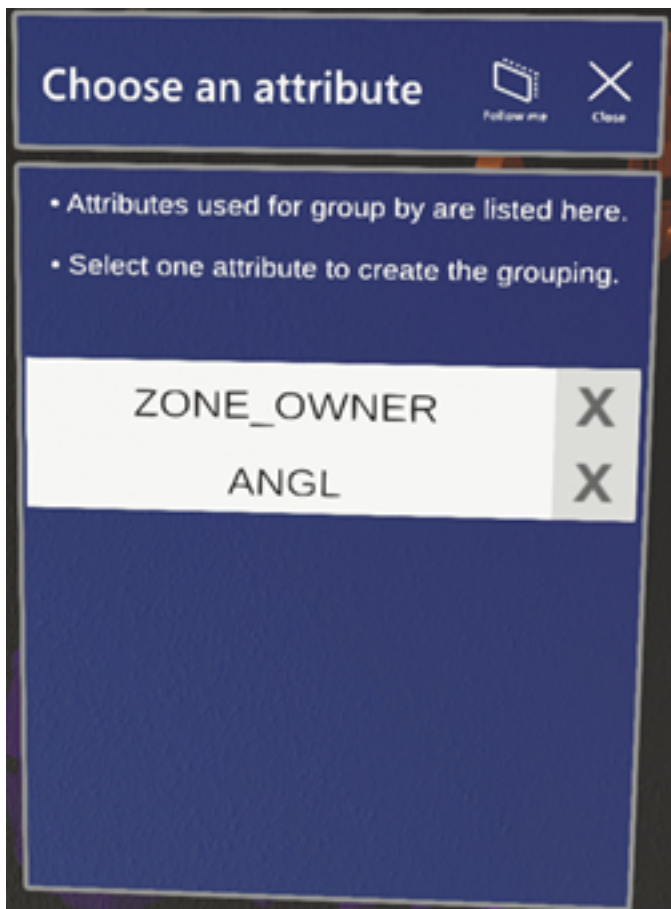 Choose an attribute
Follow me
Close
• Attributes used for group by are listed here.
• Select one attribute to create the grouping.
ZONE_OWNER X
ANGL X